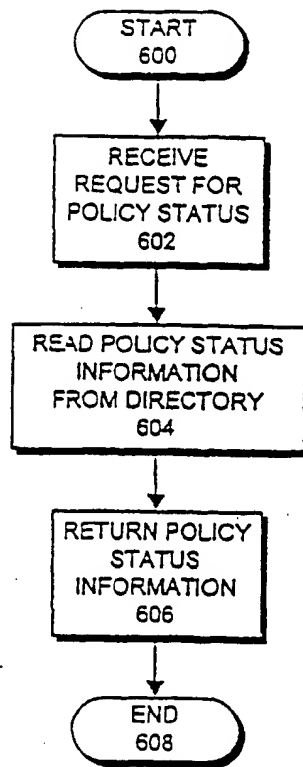 START
600
RECEIVE
REQUEST FOR
POLICY STATUS
602
READ POLICY STATUS
INFORMATION
FROM DIRECTORY
604
RETURN POLICY
STATUS
INFORMATION
606
END
608